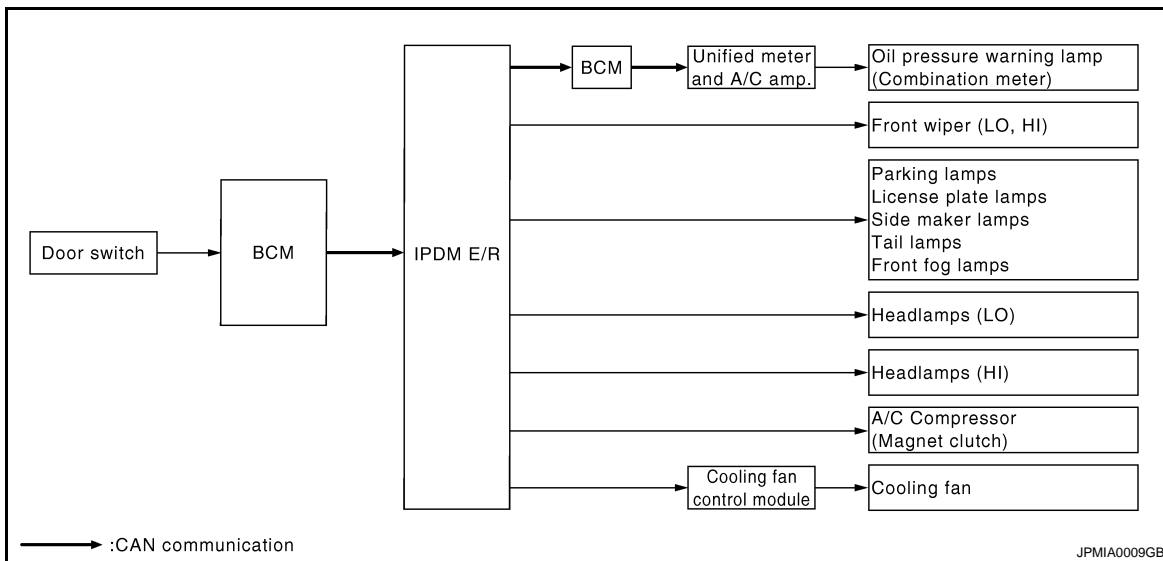 Door switch
BCM
IPDM E/R
BCM
Unified meter
and A/C amp.
Oil pressure warning lamp
(Combination meter)
Front wiper (LO, HI)
Parking lamps
License plate lamps
Side maker lamps
Tail lamps
Front fog lamps
Headlamps (LO)
Headlamps (HI)
A/C Compressor
(Magnet clutch)
Cooling fan
control module
Cooling fan
:CAN communication
JPMIA0009GB